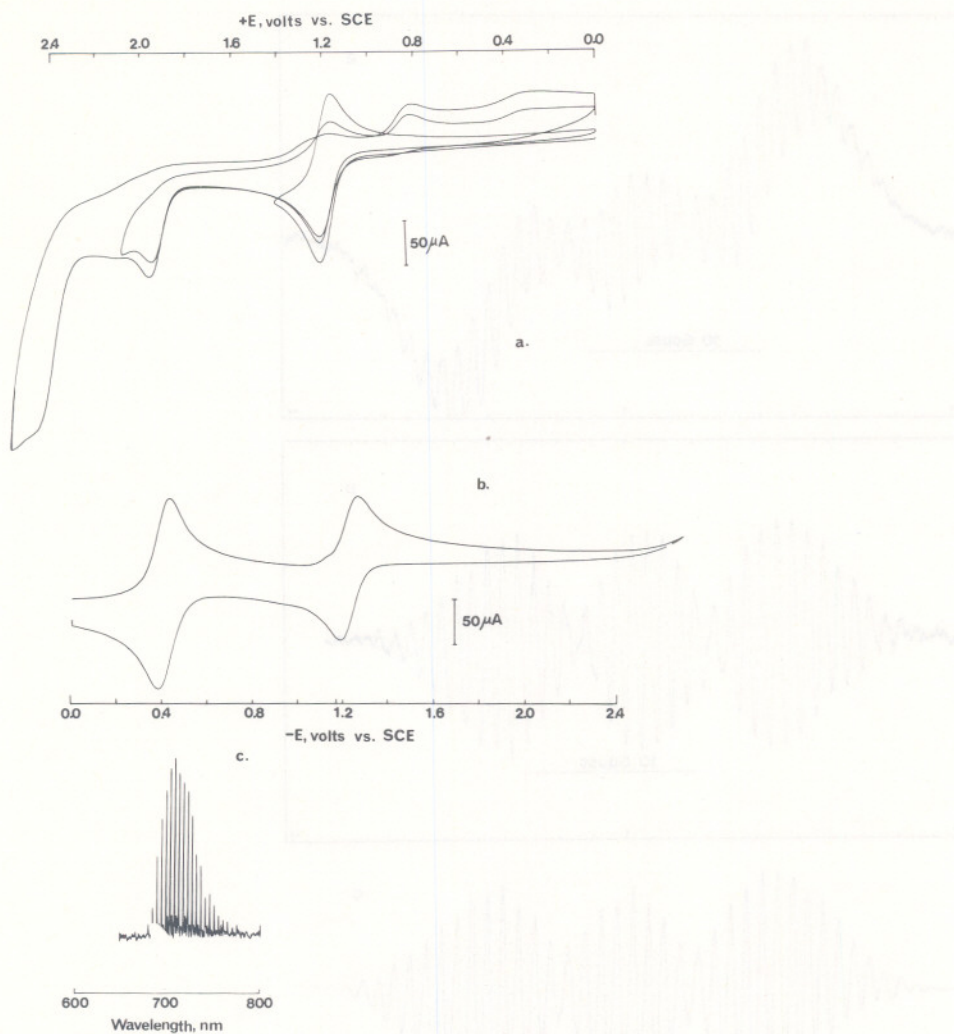 +E, volts vs. SCE
2.4 2.0 1.6 1.2 0.8 0.4 0.0
50μA
a.
b.
50μA
0.0 0.4 0.8 1.2 1.6 2.0 2.4
-E, volts vs. SCE
c.
600 700 800
Wavelength, nm